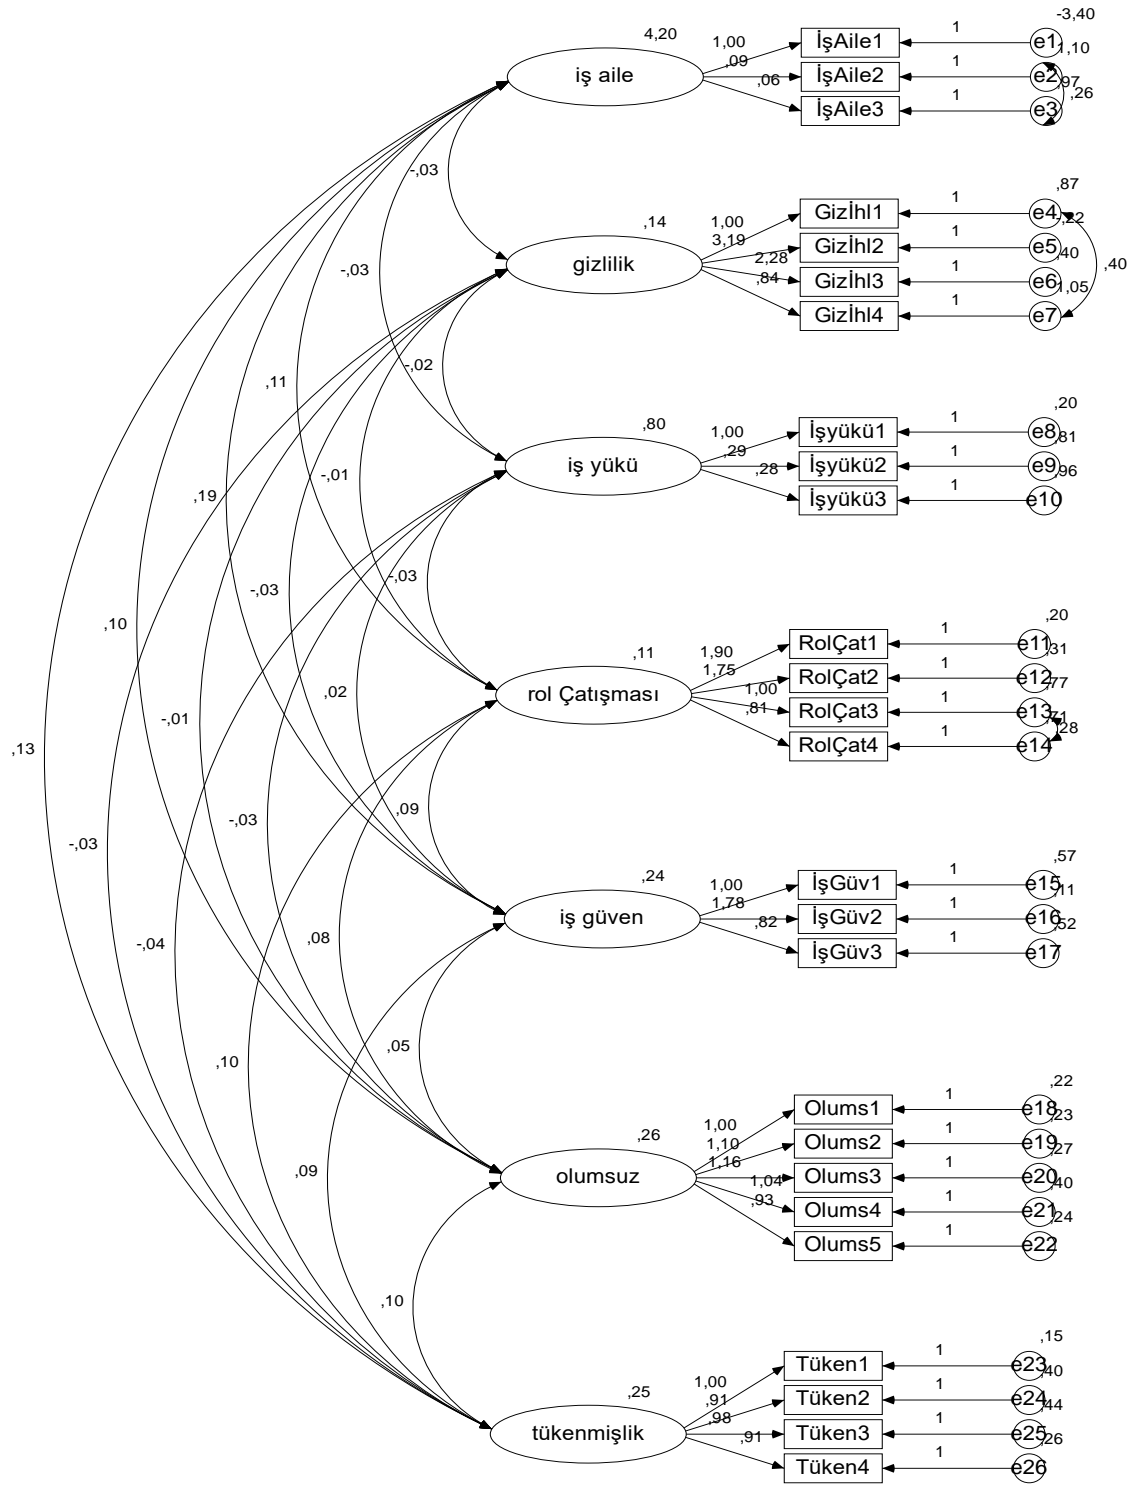 -3,40
4,20
1,00
İşAile1
1
e1
1,10
,09
iş aile
İşAile2
1
e2
,97
,06
İşAile3
1
e3
,26
-,03
,87
,14
1,00
Gizİhl1
1
e4
-,22
3,19
Gizİhl2
1
e5
,40
gizlilik
2,28
Gizİhl3
1
e6
1,05
,40
,84
Gizİhl4
1
e7
-,03
-,02
,11
,20
,80
1,00
İşyükü1
1
e8
,81
,29
iş yükü
İşyükü2
1
e9
,96
,28
İşyükü3
1
e10
-,01
,19
-,03
-,03
,10
,20
,11
1,90
RolÇat1
1
e11
,31
1,75
RolÇat2
1
e12
,77
rol Çatışması
1,00
RolÇat3
1
e13
,71
,81
RolÇat4
1
e14
,28
,02
-,01
,13
,09
-,03
-,03
,57
,24
1,00
İşGüv1
1
e15
,11
1,78
iş güven
İşGüv2
1
e16
,52
,82
İşGüv3
1
e17
-,04
,08
,05
,10
,22
,26
1,00
Olums1
1
e18
,23
1,10
Olums2
1
e19
,27
1,16
olumsuz
Olums3
1
e20
,40
1,04
Olums4
1
e21
,24
,93
Olums5
1
e22
,09
,10
,15
,25
1,00
Tüken1
1
e23
,40
,91
Tüken2
1
e24
,44
,98
tükenmişlik
Tüken3
1
e25
,26
,91
Tüken4
1
e26